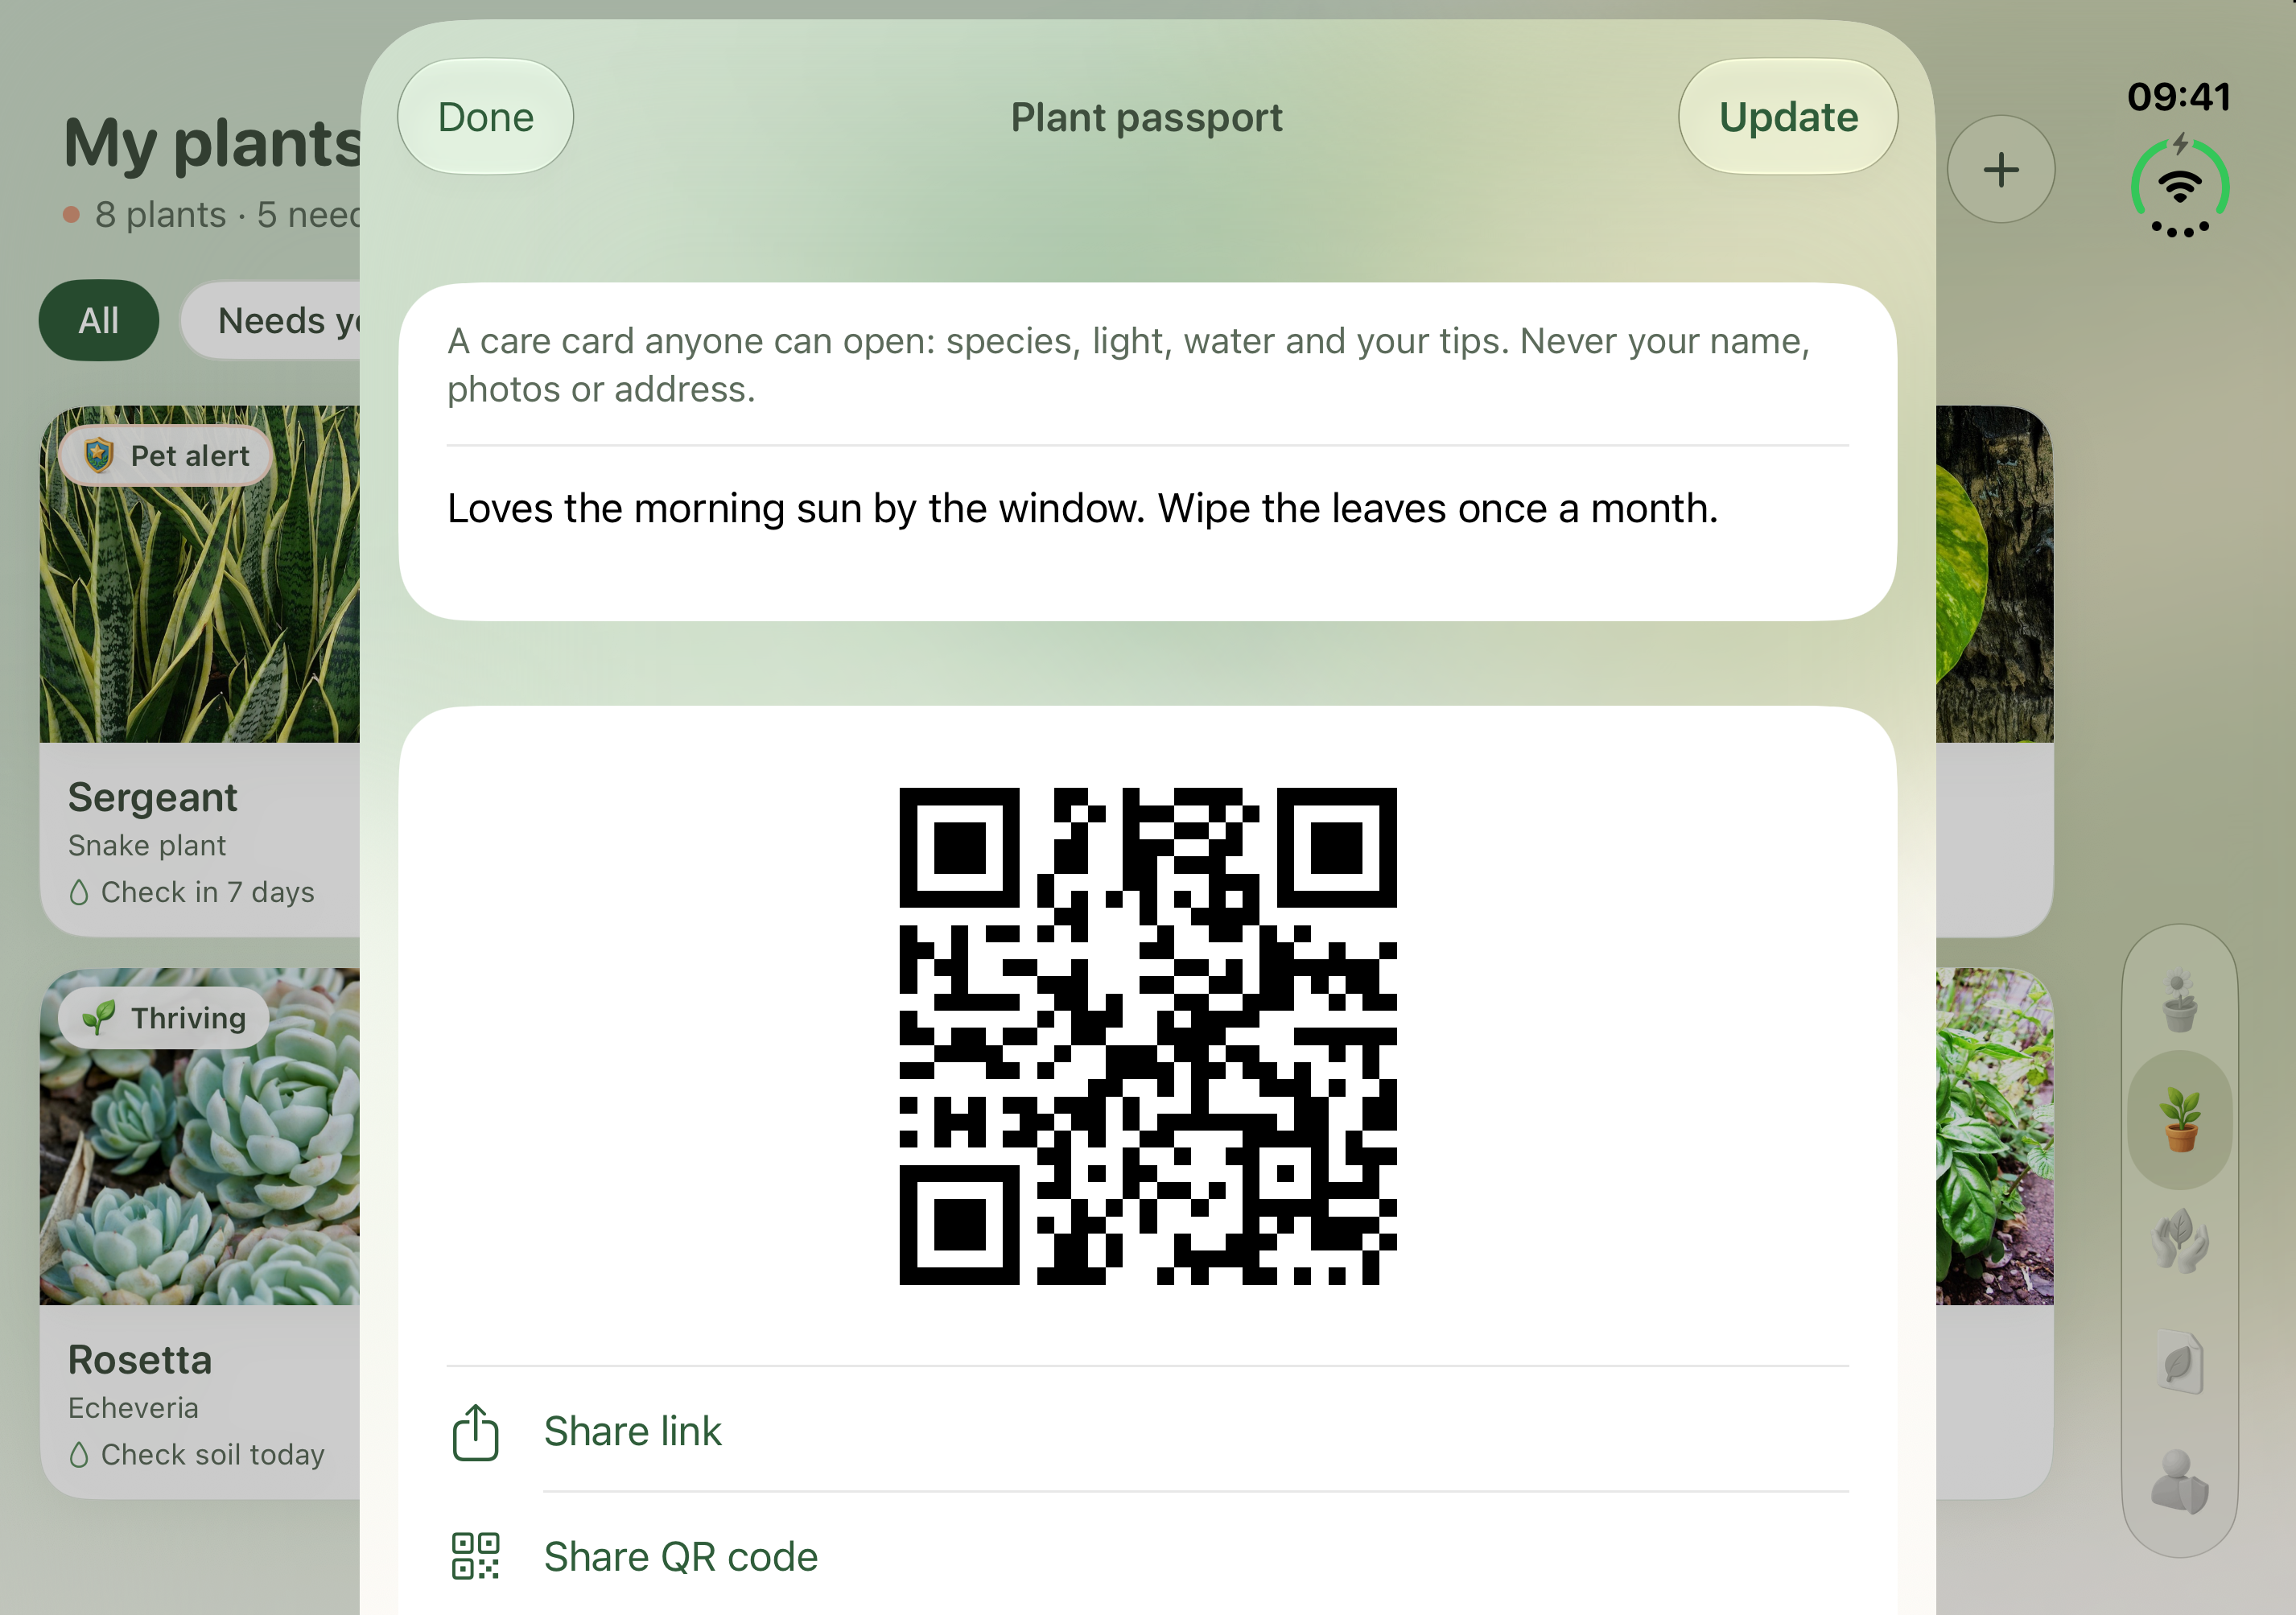 Done
Plant passport
Update
09:41
My plants
8 plants · 5 need
All
Needs yo
A care card anyone can open: species, light, water and your tips. Never your name,
photos or address.
Loves the morning sun by the window. Wipe the leaves once a month.
Pet alert
Sergeant
Snake plant
Check in 7 days
Thriving
Rosetta
Echeveria
Check soil today
Share link
Share QR code